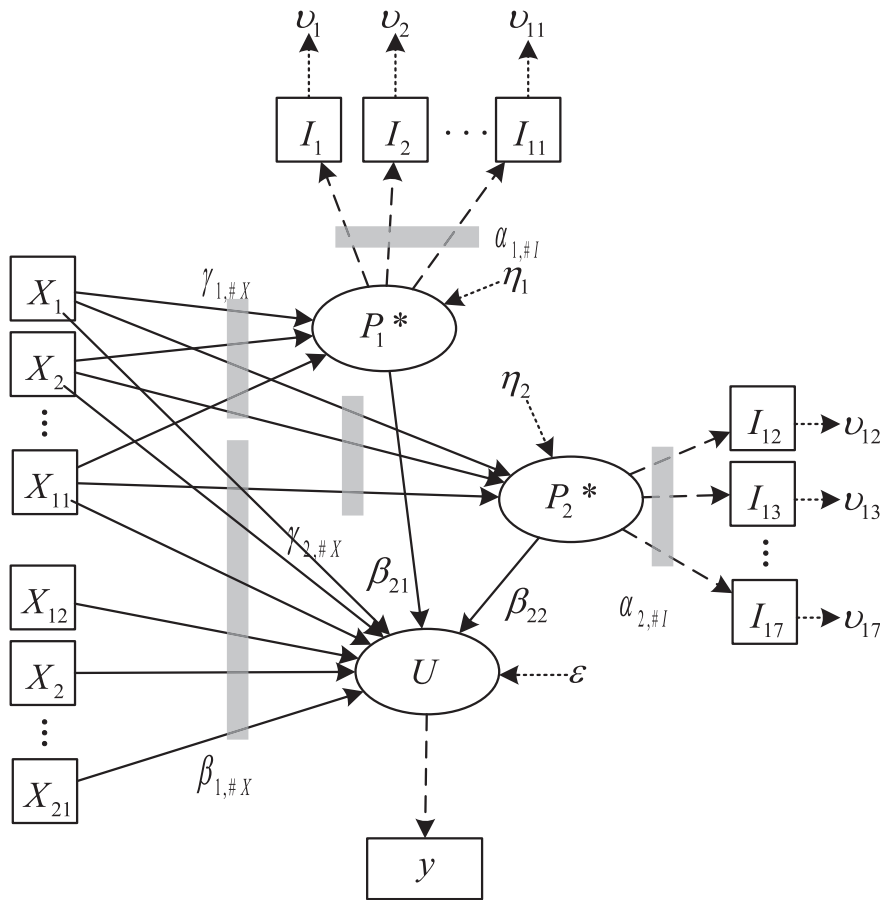 υ₁ υ₂ υ₁₁
I₁ I₂ · · · I₁₁
α₁,#I
γ₁,#X
η₁
X₁
P₁*
X₂
η₂
⋮
I₁₂ υ₁₂
X₁₁
P₂*
I₁₃ υ₁₃
γ₂,#X
⋮
β₂₁
X₁₂
β₂₂
α₂,#I
I₁₇ υ₁₇
X₂
U
ε
⋮
β₁,#X
X₂₁
y